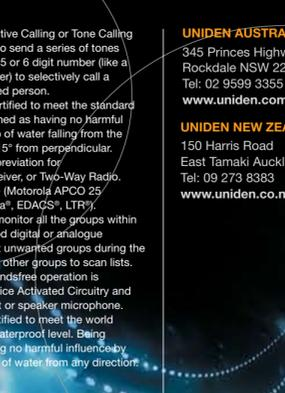 tive Calling or Tone Calling
o send a series of tones
5 or 6 digit number (like a
er) to selectively call a
ed person.
rtified to meet the standard
ned as having no harmful
o of water falling from the
5° from perpendicular.
breviation for
eiver, or Two-Way Radio.
(Motorola APCO 25
a®, EDACS®, LTR®).
monitor all the groups within
d digital or analogue
t unwanted groups during the
other groups to scan lists.
ndsfree operation is
ice Activated Circuitry and
t or speaker microphone.
tified to meet the world
aterproof level. Being
g no harmful influence by
of water from any direction.
UNIDEN AUSTRA
345 Princes Highw
Rockdale NSW 22
Tel: 02 9599 3355
www.uniden.com
UNIDEN NEW ZEA
150 Harris Road
East Tamaki Auckl
Tel: 09 273 8383
www.uniden.co.n